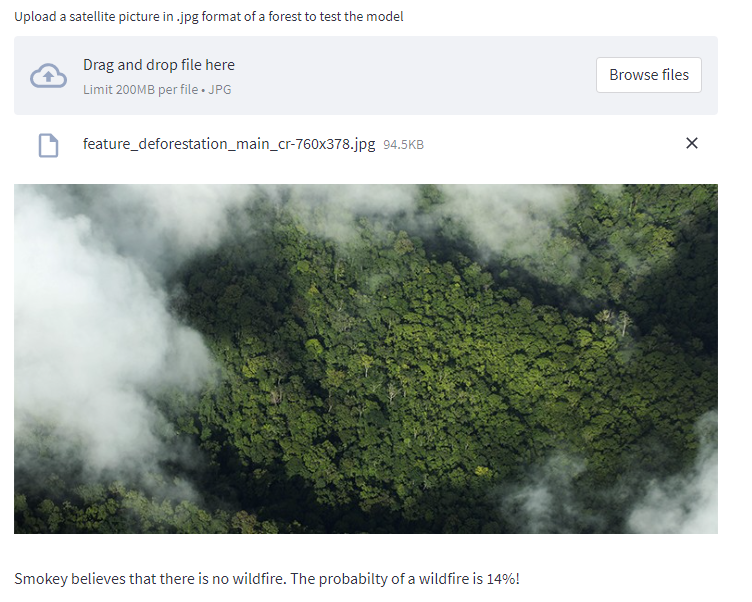 Upload a satellite picture in .jpg format of a forest to test the model
Drag and drop file here
Limit 200MB per file • JPG
Browse files
feature_deforestation_main_cr-760x378.jpg 94.5KB
Smokey believes that there is no wildfire. The probabilty of a wildfire is 14%!